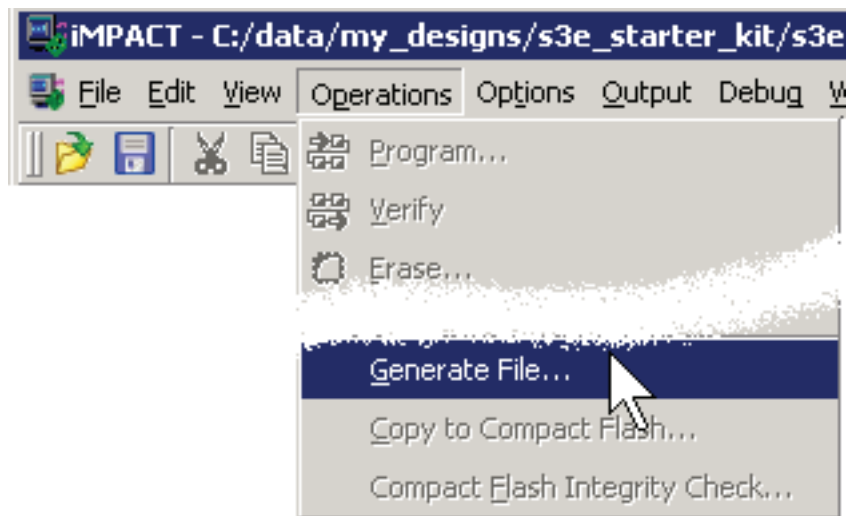 iMPACT - C:/data/my_designs/s3e_starter_kit/s3e
File Edit View Operations Options Output Debug W
Program...
Verify
Erase...
Generate File...
Copy to Compact Flash...
Compact Flash Integrity Check...